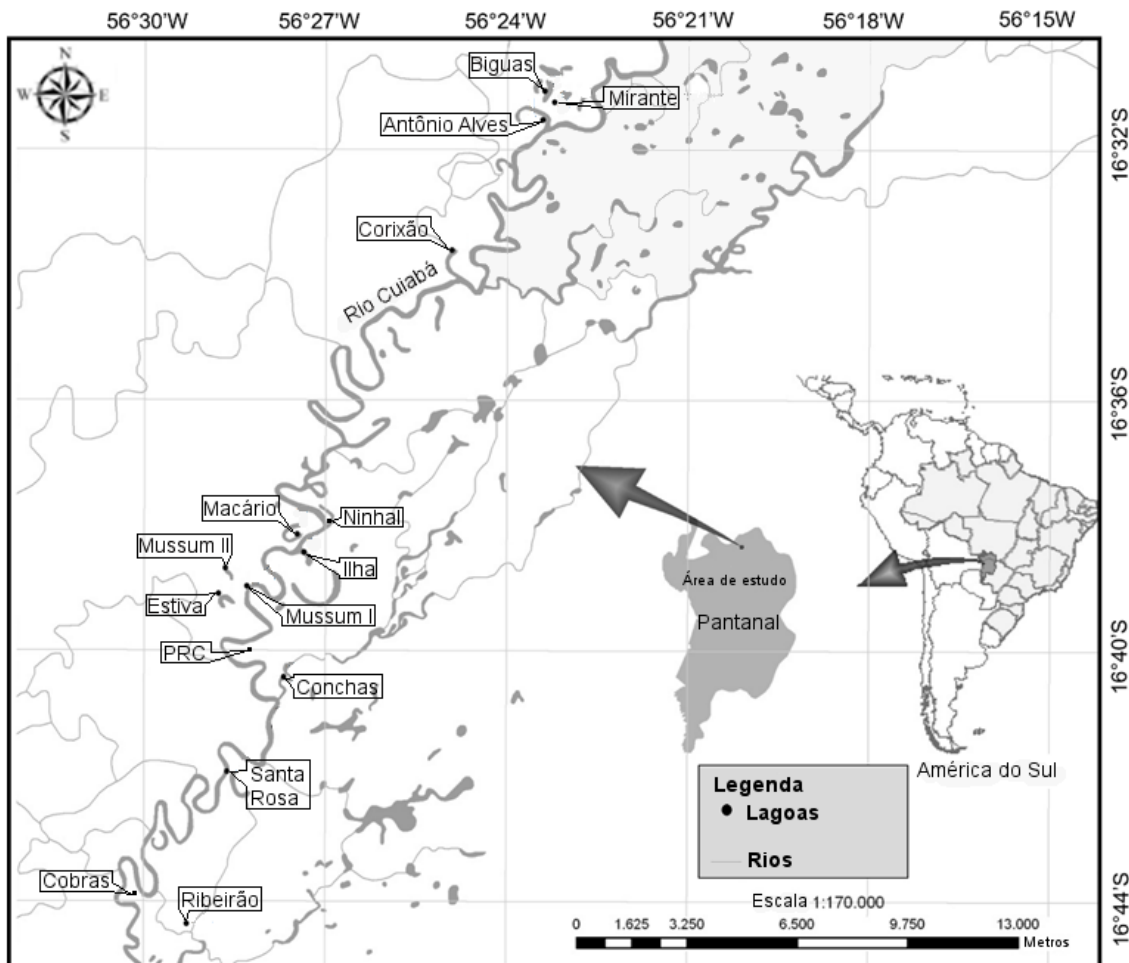 56°30'W 56°27'W 56°24'W 56°21'W 56°18'W 56°15'W
N
W E
S
Biguas
Mirante
Antônio Alves
16°32'S
Corixão
Rio Cuiabá
16°36'S
Macário
Ninhal
Mussum II
Ilha
Estiva
Mussum I
Área de estudo
Pantanal
PRC
16°40'S
Conchas
Santa
Rosa
América do Sul
Legenda
Lagoas
Rios
Cobras
Ribeirão
16°44'S
Escala 1:170.000
0 1.625 3.250 6.500 9.750 13.000
Metros